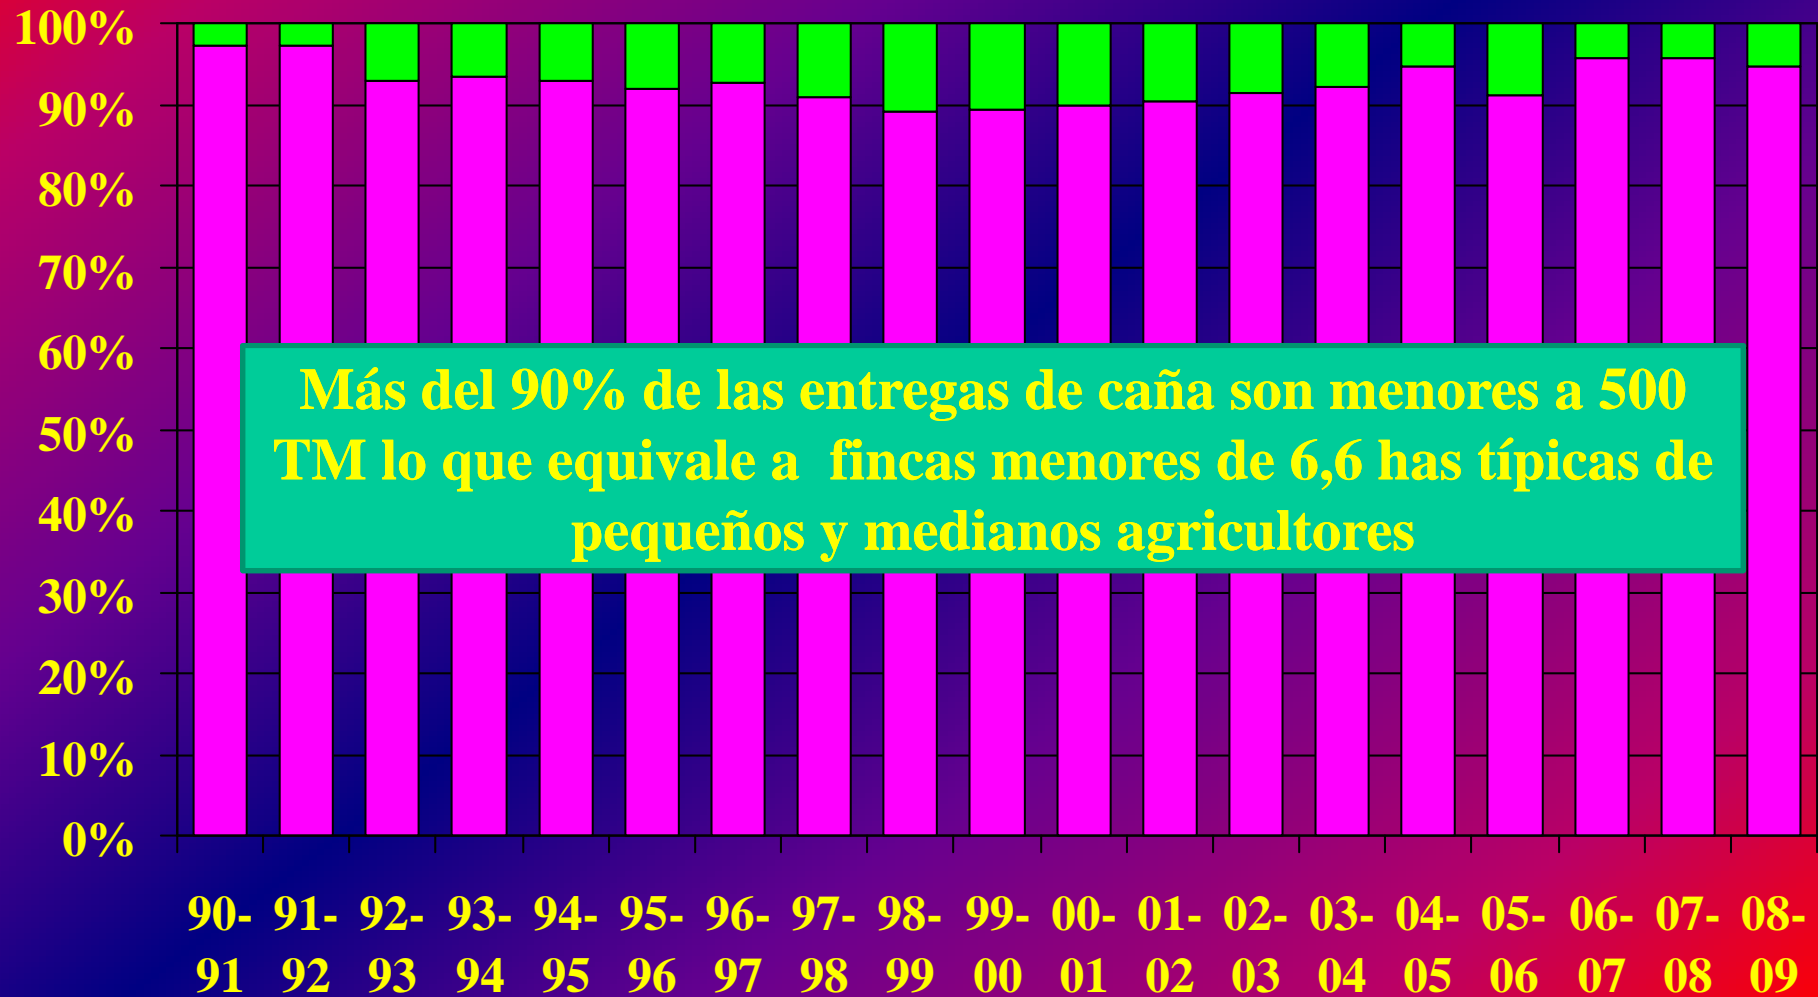 100%
90%
80%
70%
60%
50%
40%
30%
20%
10%
0%
Más del 90% de las entregas de caña son menores a 500
TM lo que equivale a  fincas menores de 6,6 has típicas de
pequeños y medianos agricultores
90- 91- 92- 93- 94- 95- 96- 97- 98- 99- 00- 01- 02- 03- 04- 05- 06- 07- 08-
91 92 93 94 95 96 97 98 99 00 01 02 03 04 05 06 07 08 09